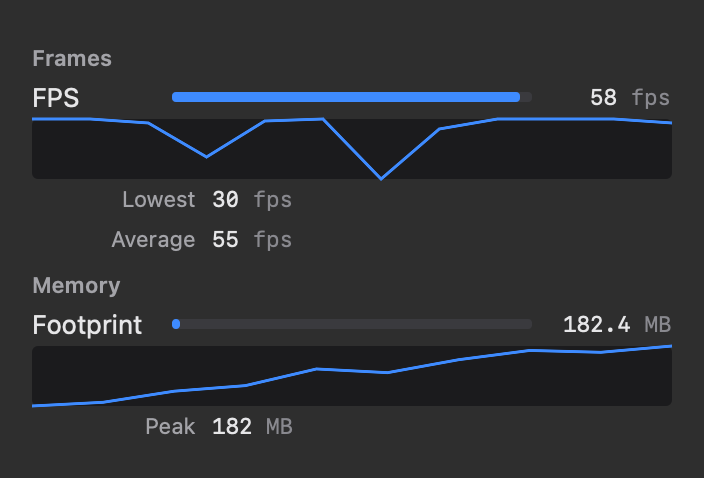 Frames
FPS 58 fps
Lowest 30 fps
Average 55 fps
Memory
Footprint 182.4 MB
Peak 182 MB